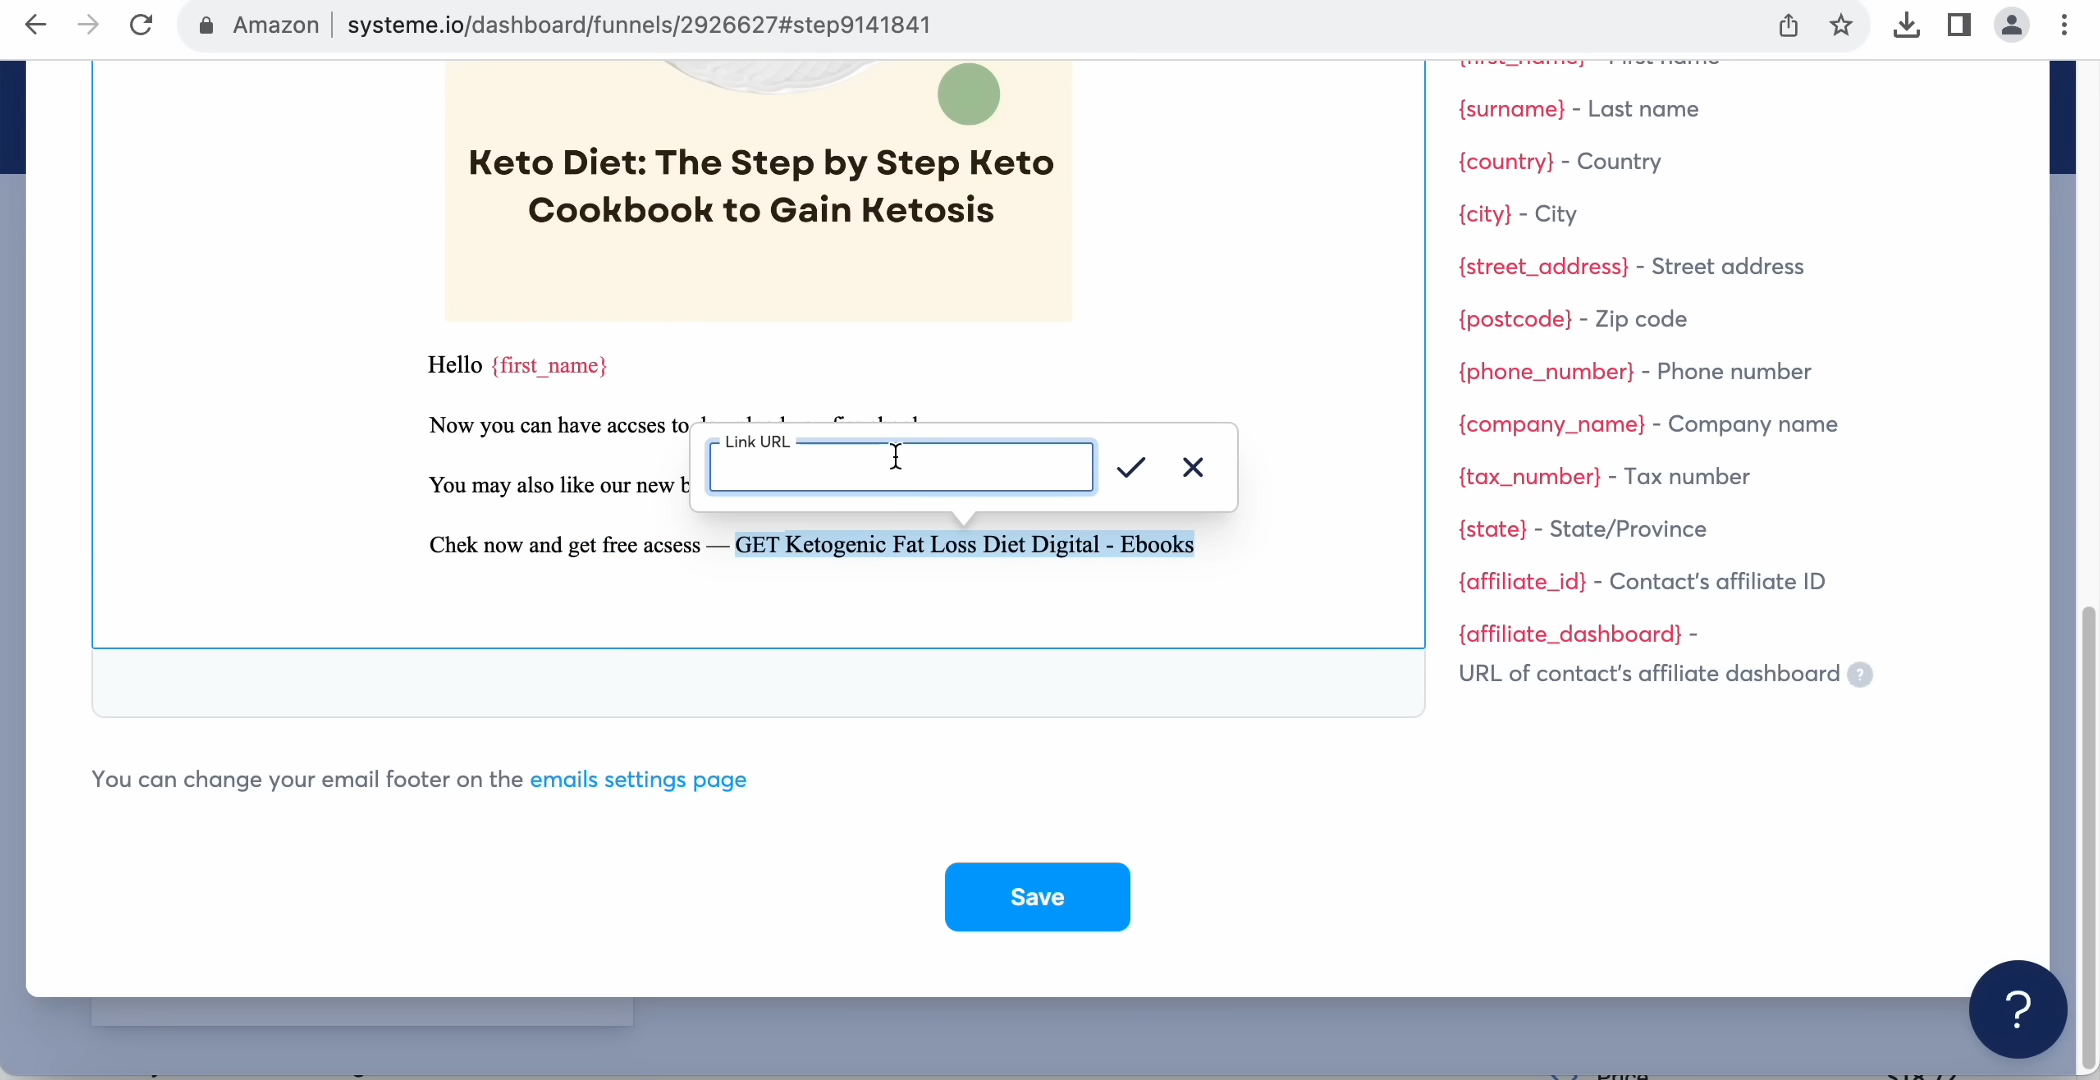 Amazon
systeme.io/dashboard/funnels/2926627#step9141841
{surname} - Last name
Keto Diet: The Step by Step Keto
Cookbook to Gain Ketosis
{country} - Country
{city} - City
{street_address} - Street address
{postcode} - Zip code
Hello {first_name}
{phone_number} - Phone number
Now you can have accses to
{company_name} - Company name
Link URL
You may also like our new
{tax_number} - Tax number
{state} - State/Province
Chek now and get free acsess — GET Ketogenic Fat Loss Diet Digital - Ebooks
{affiliate_id} - Contact's affiliate ID
{affiliate_dashboard} -
URL of contact's affiliate dashboard ?
You can change your email footer on the emails settings page
Save
?